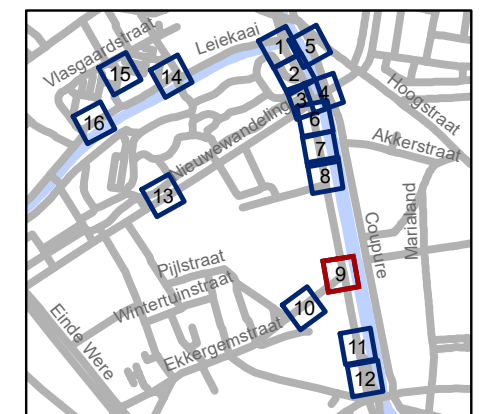 Vlasgaardstraat
Leiekaai
1
5
2
15
14
3
4
Hoogstraat
16
6
Nieuwewandeling
Akkerstraat
7
8
13
Marialand
Coupure
Pijlstraat
9
Wintertuinstraat
10
Einde Were
Ekkergemstraat
11
12